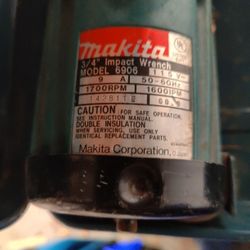 makita
3/4" Impact Wrench
MODEL 6906 115V~
9 A 50-60Hz
1700RPM 1600IPM
CAUTION FOR SAFE OPERATION,
SEE INSTRUCTION MANUAL.
DOUBLE INSULATION
WHEN SERVICING, USE ONLY
IDENTICAL REPLACEMENT PARTS.
Makita Corporation,